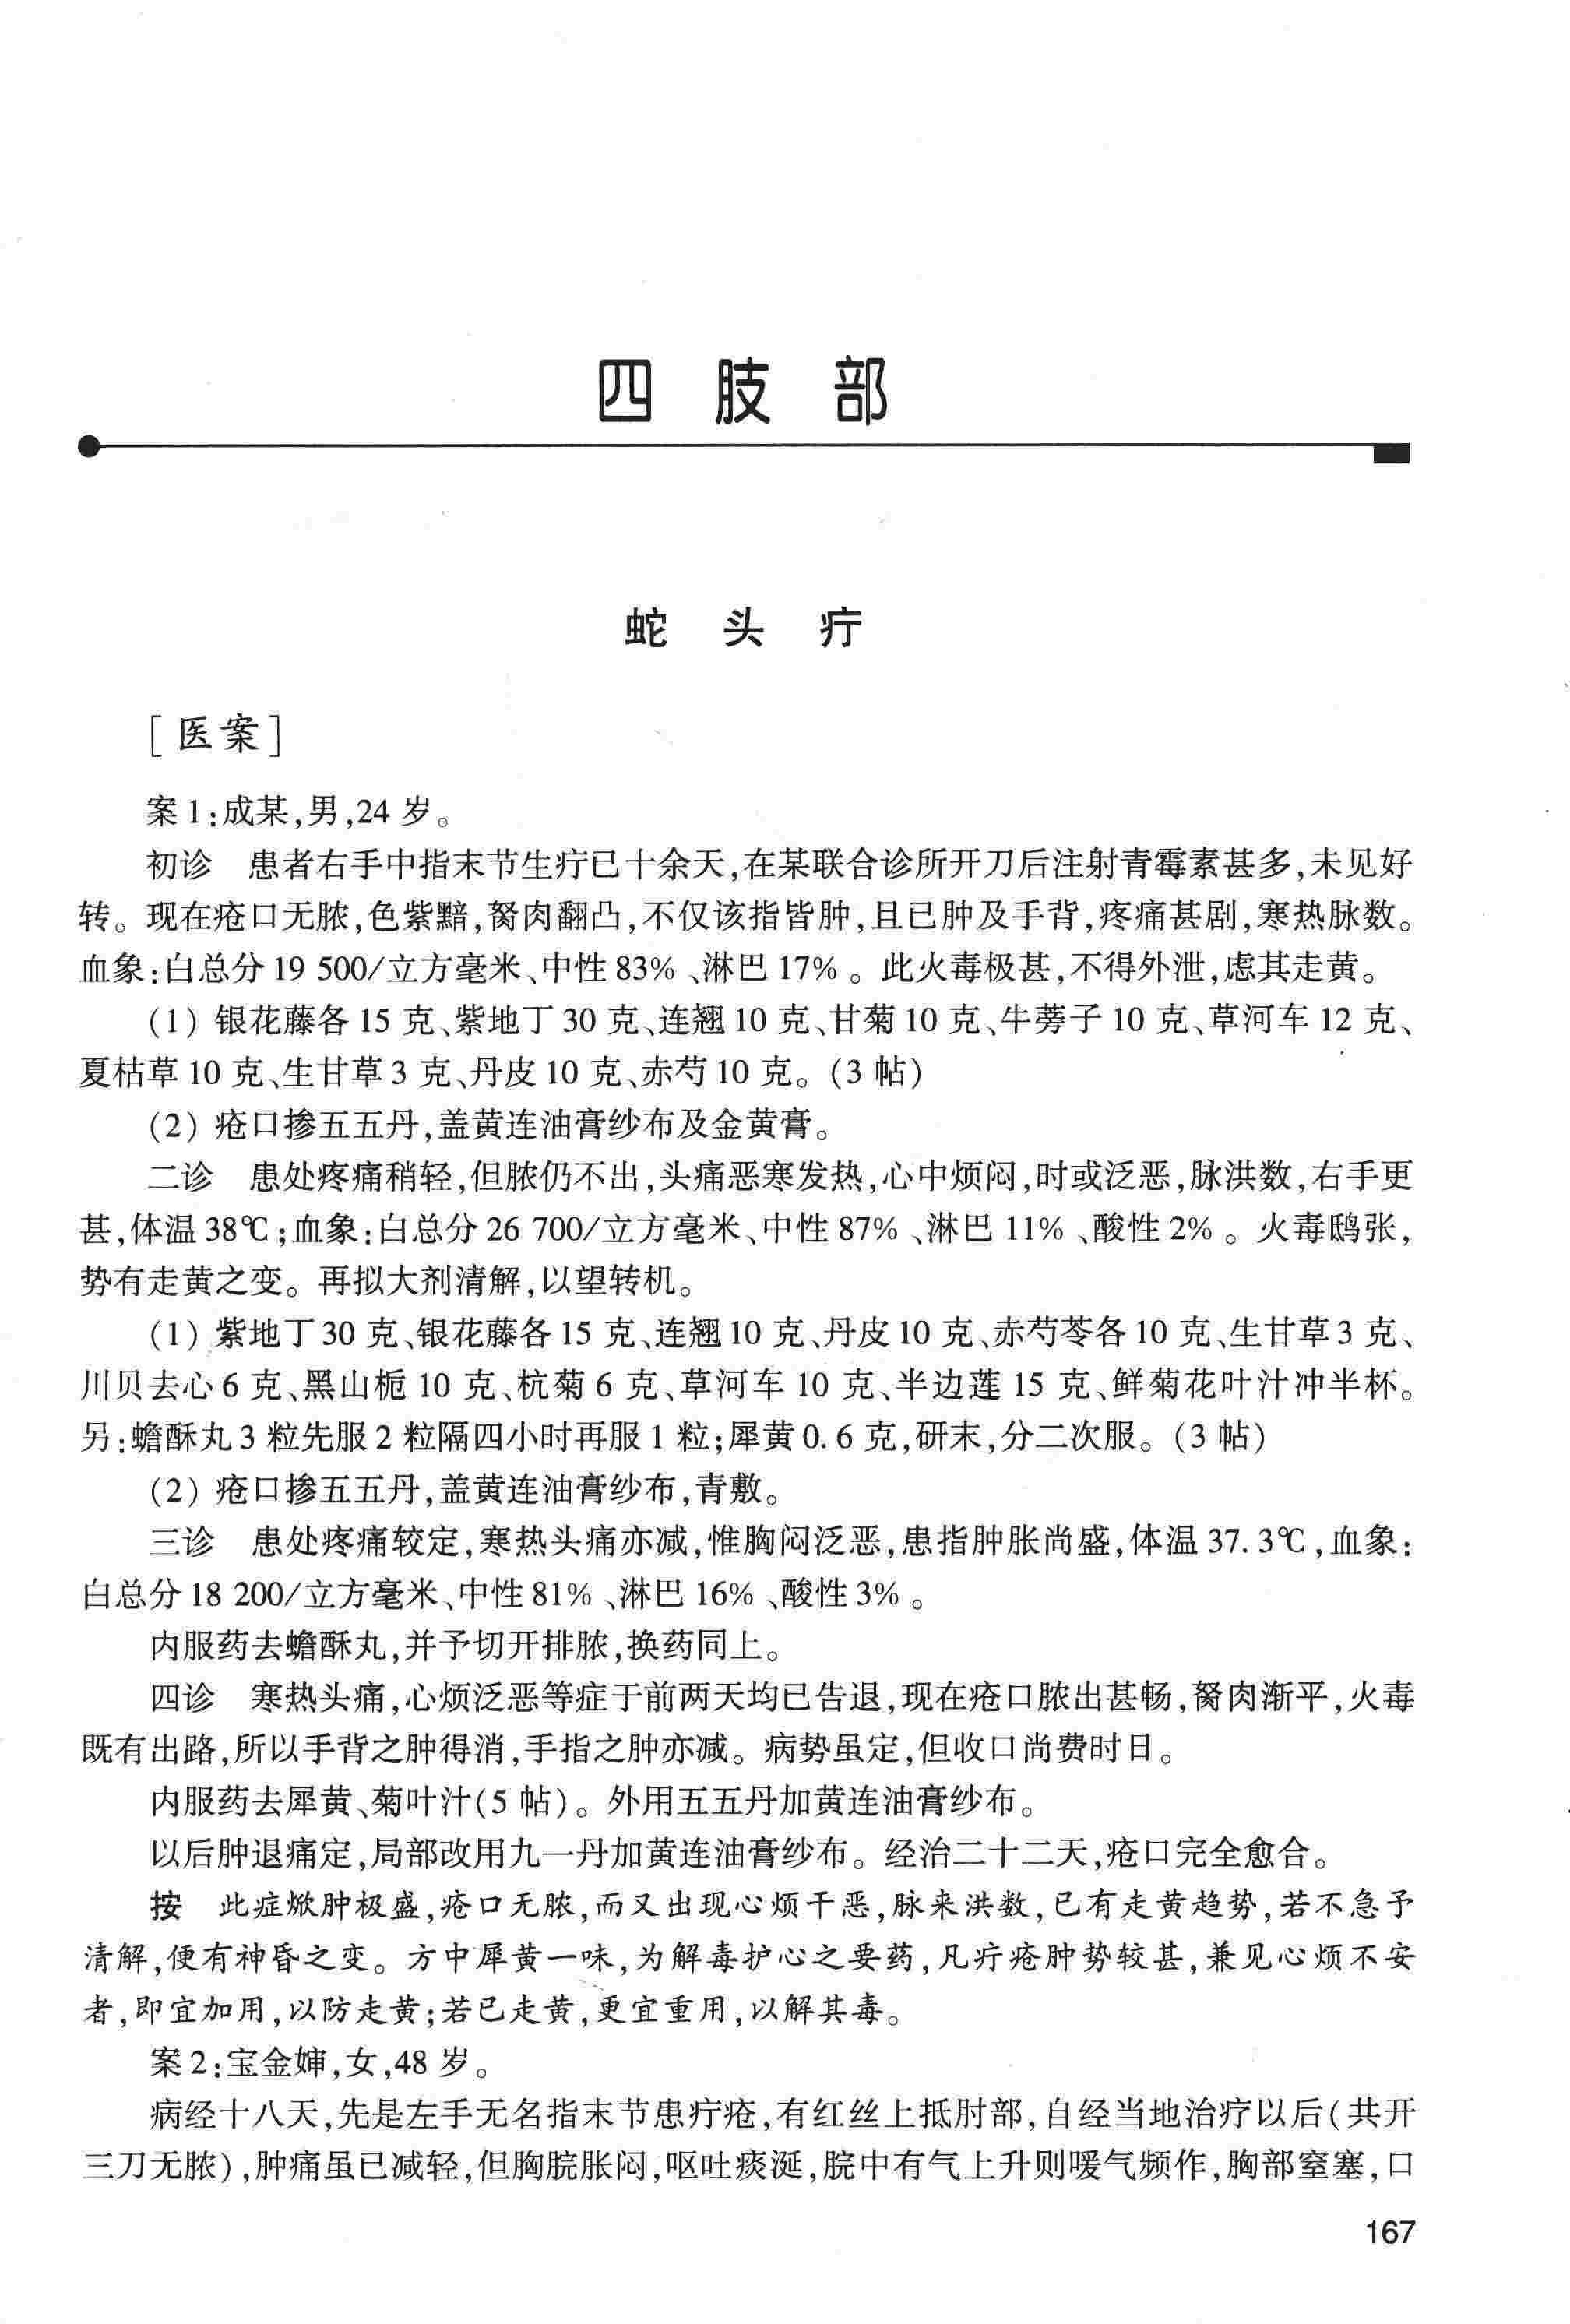 四肢部
蛇头疔
[医案]
案1:成某,男,24岁。
初诊　患者右手中指末节生疔已十余天,在某联合诊所开刀后注射青霉素甚多,未见好
转。现在疮口无脓,色紫黯,胬肉翻凸,不仅该指皆肿,且已肿及手背,疼痛甚剧,寒热脉数。
血象:白总分19 500/立方毫米、中性83%、淋巴17%。此火毒极甚,不得外泄,虑其走黄。
(1) 银花藤各15克、紫地丁30克、连翘10克、甘菊10克、牛蒡子10克、草河车12克、
夏枯草10克、生甘草3克、丹皮10克、赤芍10克。(3帖)
(2) 疮口掺五五丹,盖黄连油膏纱布及金黄膏。
二诊　患处疼痛稍轻,但脓仍不出,头痛恶寒发热,心中烦闷,时或泛恶,脉洪数,右手更
甚,体温38℃;血象:白总分26 700/立方毫米、中性87%、淋巴11%、酸性2%。火毒鸱张,
势有走黄之变。再拟大剂清解,以望转机。
(1) 紫地丁30克、银花藤各15克、连翘10克、丹皮10克、赤芍苓各10克、生甘草3克、
川贝去心6克、黑山栀10克、杭菊6克、草河车10克、半边莲15克、鲜菊花叶汁冲半杯。
另:蟾酥丸3粒先服2粒隔四小时再服1粒;犀黄0.6克,研末,分二次服。(3帖)
(2) 疮口掺五五丹,盖黄连油膏纱布,青敷。
三诊　患处疼痛较定,寒热头痛亦减,惟胸闷泛恶,患指肿胀尚盛,体温37.3℃,血象:
白总分18 200/立方毫米、中性81%、淋巴16%、酸性3%。
内服药去蟾酥丸,并予切开排脓,换药同上。
四诊　寒热头痛,心烦泛恶等症于前两天均已告退,现在疮口脓出甚畅,胬肉渐平,火毒
既有出路,所以手背之肿得消,手指之肿亦减。病势虽定,但收口尚费时日。
内服药去犀黄、菊叶汁(5帖)。外用五五丹加黄连油膏纱布。
以后肿退痛定,局部改用九一丹加黄连油膏纱布。经治二十二天,疮口完全愈合。
按　此症焮肿极盛,疮口无脓,而又出现心烦干恶,脉来洪数,已有走黄趋势,若不急予
清解,便有神昏之变。方中犀黄一味,为解毒护心之要药,凡疔疮肿势较甚,兼见心烦不安
者,即宜加用,以防走黄;若已走黄,更宜重用,以解其毒。
案2:宝金婶,女,48岁。
病经十八天,先是左手无名指末节患疔疮,有红丝上抵肘部,自经当地治疗以后(共开
三刀无脓),肿痛虽已减轻,但胸脘胀闷,呕吐痰涎,脘中有气上升则嗳气频作,胸部窒塞,口
167